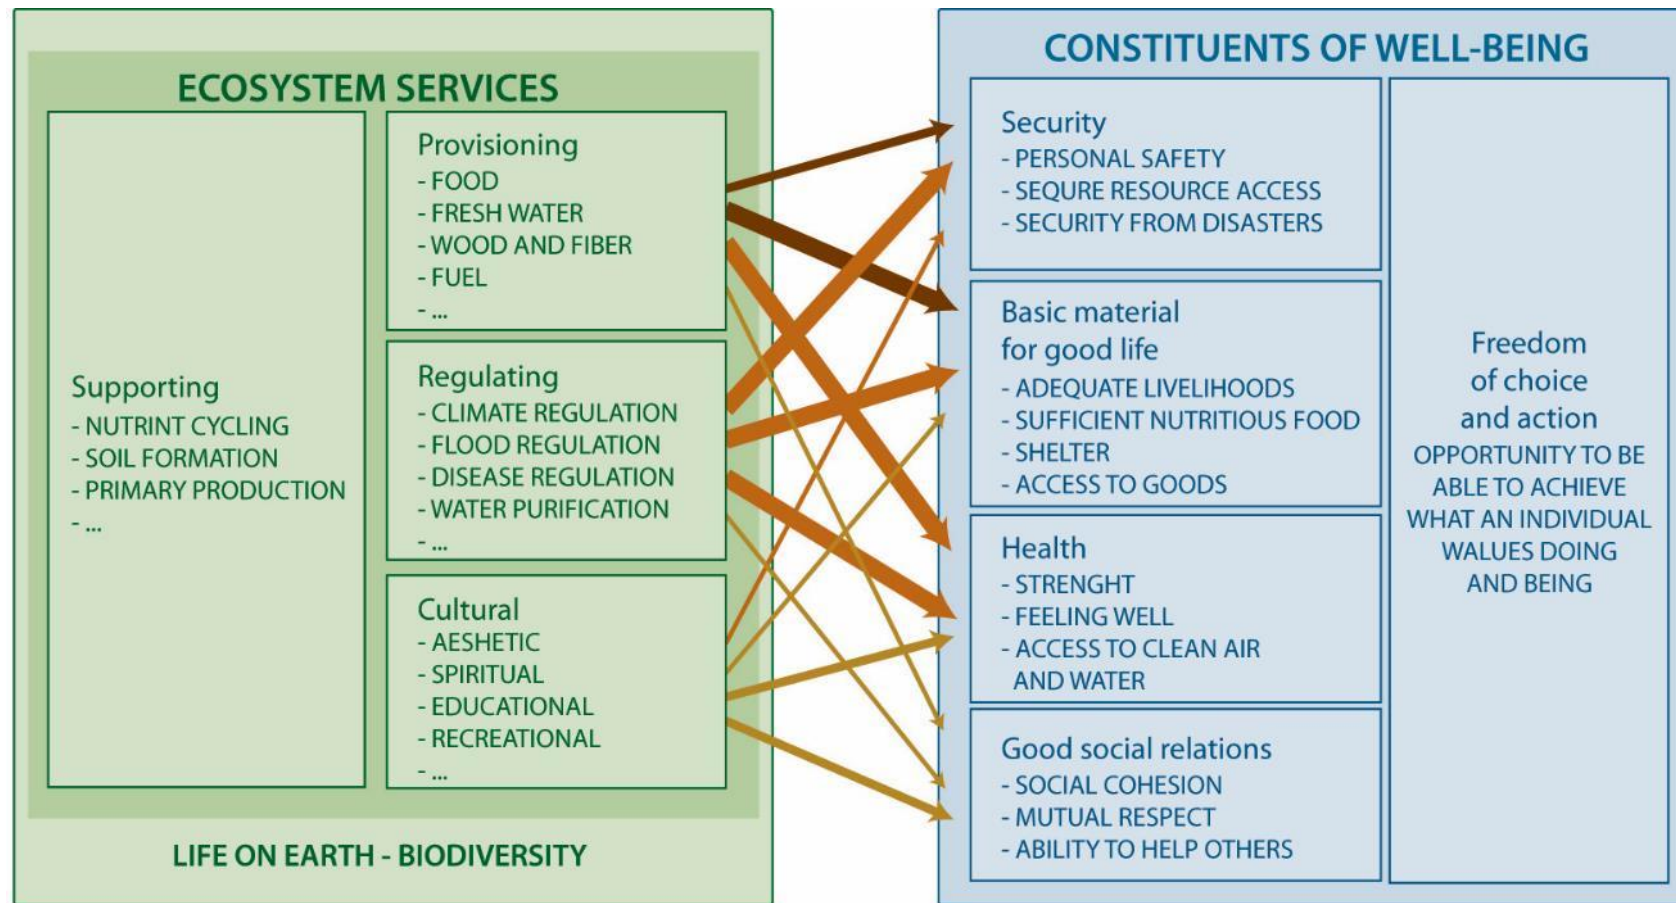 ECOSYSTEM SERVICES
Supporting
- NUTRINT CYCLING
- SOIL FORMATION
- PRIMARY PRODUCTION
- ...
Provisioning
- FOOD
- FRESH WATER
- WOOD AND FIBER
- FUEL
- ...
Regulating
- CLIMATE REGULATION
- FLOOD REGULATION
- DISEASE REGULATION
- WATER PURIFICATION
- ...
Cultural
- AESHETIC
- SPIRITUAL
- EDUCATIONAL
- RECREATIONAL
- ...
LIFE ON EARTH - BIODIVERSITY
CONSTITUENTS OF WELL-BEING
Security
- PERSONAL SAFETY
- SEQURE RESOURCE ACCESS
- SECURITY FROM DISASTERS
Basic material
for good life
- ADEQUATE LIVELIHOODS
- SUFFICIENT NUTRITIOUS FOOD
- SHELTER
- ACCESS TO GOODS
Health
- STRENGHT
- FEELING WELL
- ACCESS TO CLEAN AIR
AND WATER
Good social relations
- SOCIAL COHESION
- MUTUAL RESPECT
- ABILITY TO HELP OTHERS
Freedom
of choice
and action
OPPORTUNITY TO BE
ABLE TO ACHIEVE
WHAT AN INDIVIDUAL
WALUES DOING
AND BEING